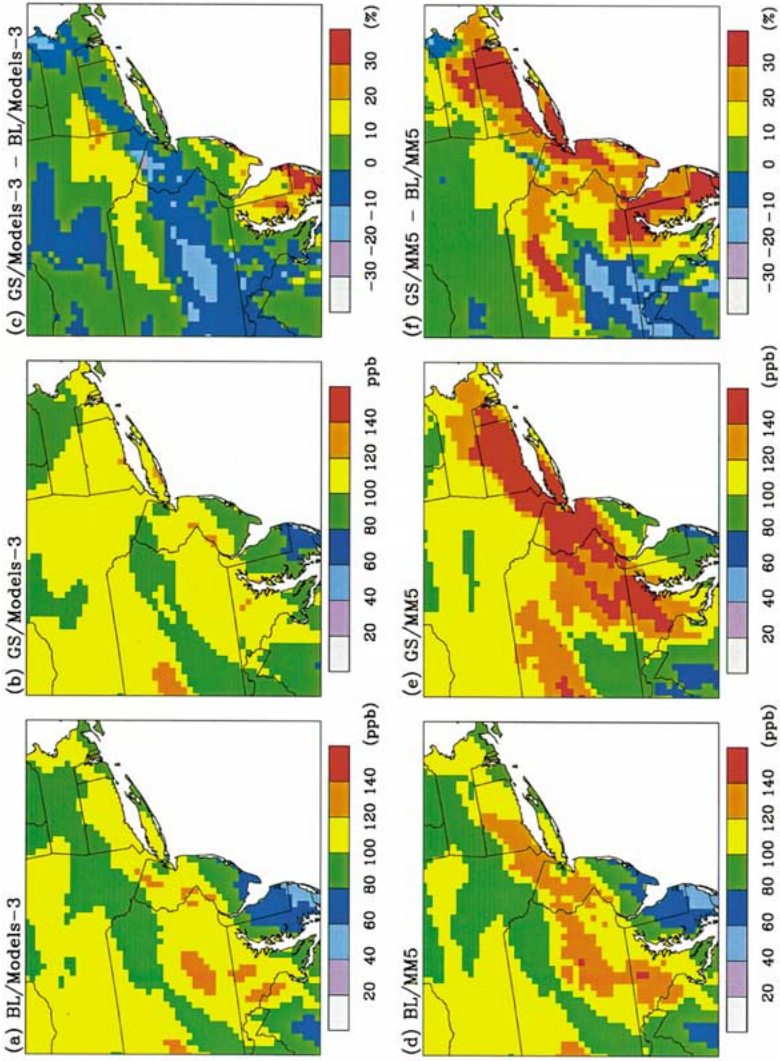 (a) BL/Models-3
20 40 60 80 100 120 140 (ppb)
(b) GS/Models-3
20 40 60 80 100 120 140 ppb
(c) GS/Models-3 - BL/Models-3
-30 -20 -10 0 10 20 30 (%)
(d) BL/MM5
20 40 60 80 100 120 140 (ppb)
(e) GS/MM5
20 40 60 80 100 120 140 (ppb)
(f) GS/MM5 - BL/MM5
-30 -20 -10 0 10 20 30 (%)